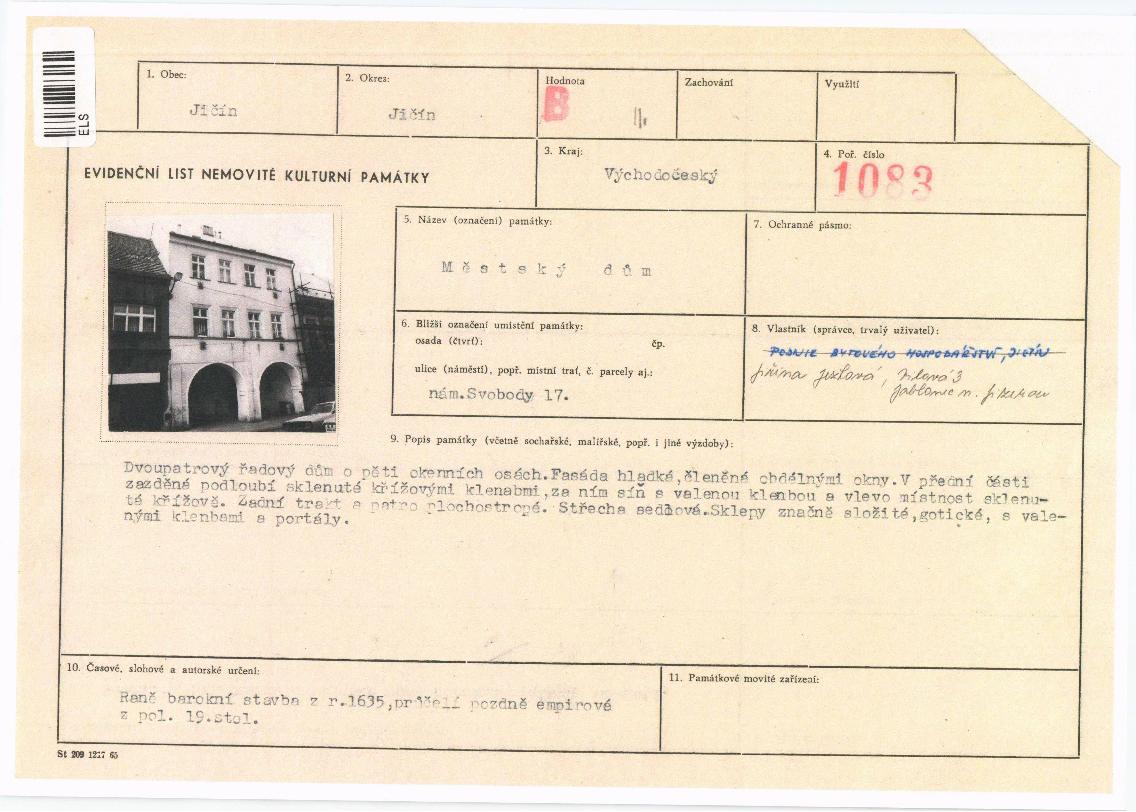 ELS
1. Obec:
Jičín
2. Okres:
Jičín
Hodnota
B
Zachování
Využití
EVIDENČNÍ LIST NEMOVITÉ KULTURNÍ PAMÁTKY
3. Kraj:
Východočeský
4. Poř. číslo
1083
5. Název (označení) památky:
Městský dům
7. Ochranné pásmo:
6. Bližší označení umístění památky:
osada (čtvrť):
čp.
ulice (náměstí), popř. místní trať, č. parcely aj.:
nám.Svobody 17.
8. Vlastník (správce, trvalý uživatel):
PODNIK BYTOVÉHO HOSPODÁŘSTVÍ, JIČÍN
Jiřina
Jablonec n.
9. Popis památky (včetně sochařské, malířské, popř. i jiné výzdoby):
Dvoupatrový řadový dům o pěti okenních osách.Fasáda hladká,členěná obdélnými okny.V přední části
zazděné podloubí sklenuté křížovými klenabmi,za ním síň s valenou klenbou a vlevo místnost sklenu-
tá křížově. Zadní trakt a patro plochostropé. Střecha sedlová.Sklepy značně složité,gotické, s vale-
nými klenbami a portály.
10. Časové, slohové a autorské určení:
Raně barokní stavba z r.1635,průčelí pozdně empirové
z pol. 19.stol.
11. Památkové movité zařízení:
St 209 1217 65